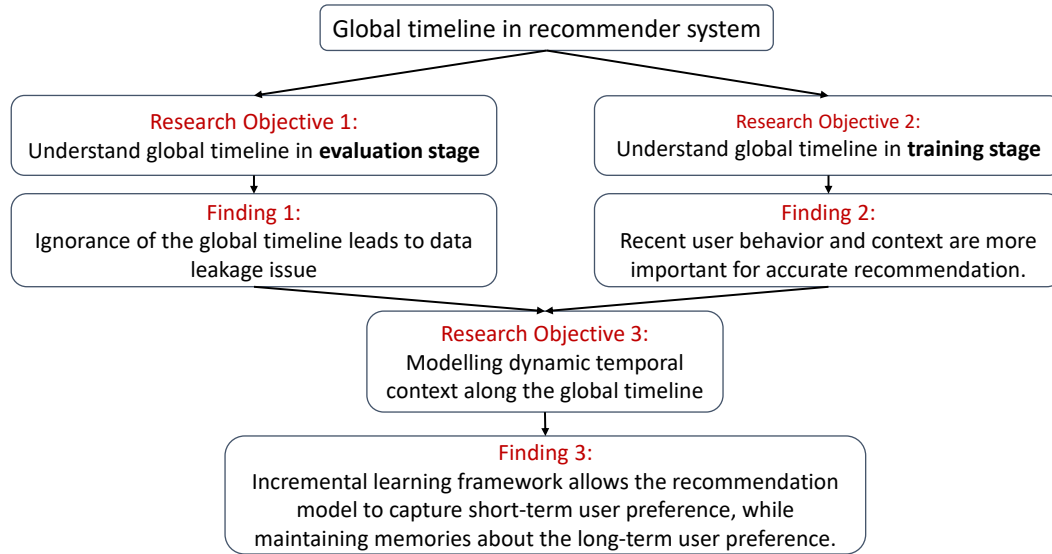 Global timeline in recommender system
Research Objective 1:
Understand global timeline in evaluation stage
Research Objective 2:
Understand global timeline in training stage
Finding 1:
Ignorance of the global timeline leads to data
leakage issue
Finding 2:
Recent user behavior and context are more
important for accurate recommendation.
Research Objective 3:
Modelling dynamic temporal
context along the global timeline
Finding 3:
Incremental learning framework allows the recommendation
model to capture short-term user preference, while
maintaining memories about the long-term user preference.